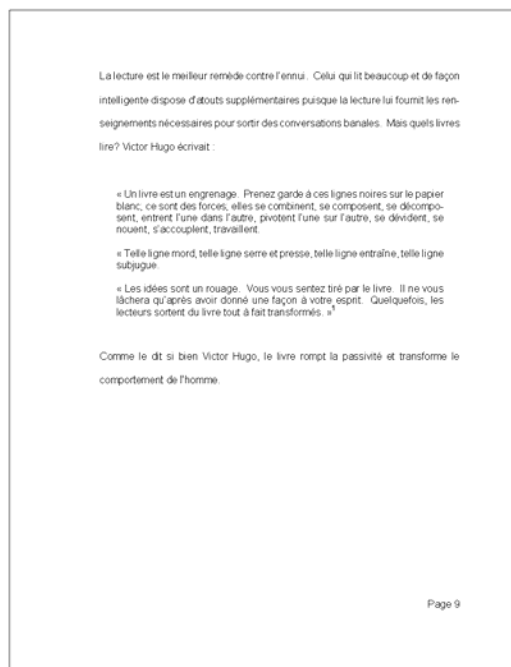 La lecture est le meilleur remède contre l'ennui. Celui qui lit beaucoup et de façon
intelligente dispose d'atouts supplémentaires puisque la lecture lui fournit les ren-
seignements nécessaires pour sortir des conversations banales. Mais quels livres
lire? Victor Hugo écrivait :
« Un livre est un engrenage. Prenez garde à ces lignes noires sur le papier
blanc, ce sont des forces, elles se combinent, se composent, se décompo-
sent, entrent l'une dans l'autre, pivotent l'une sur l'autre, se dévident, se
nouent, s'accouplent, travaillent.
« Telle ligne mord, telle ligne serre et presse, telle ligne entraîne, telle ligne
subjugue.
« Les idées sont un rouage. Vous vous sentez tiré par le livre. Il ne vous
lâchera qu'après avoir donné une façon à votre esprit. Quelquefois, les
lecteurs sortent du livre tout à fait transformés. »1
Comme le dit si bien Victor Hugo, le livre rompt la passivité et transforme le
comportement de l'homme.
Page 9